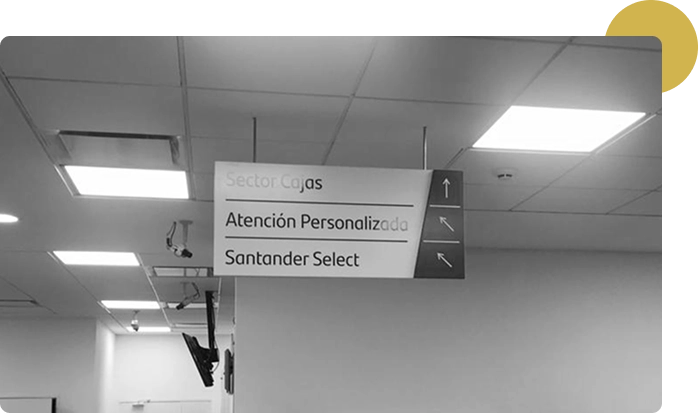 Sector Cajas
Atención Personalizada
Santander Select